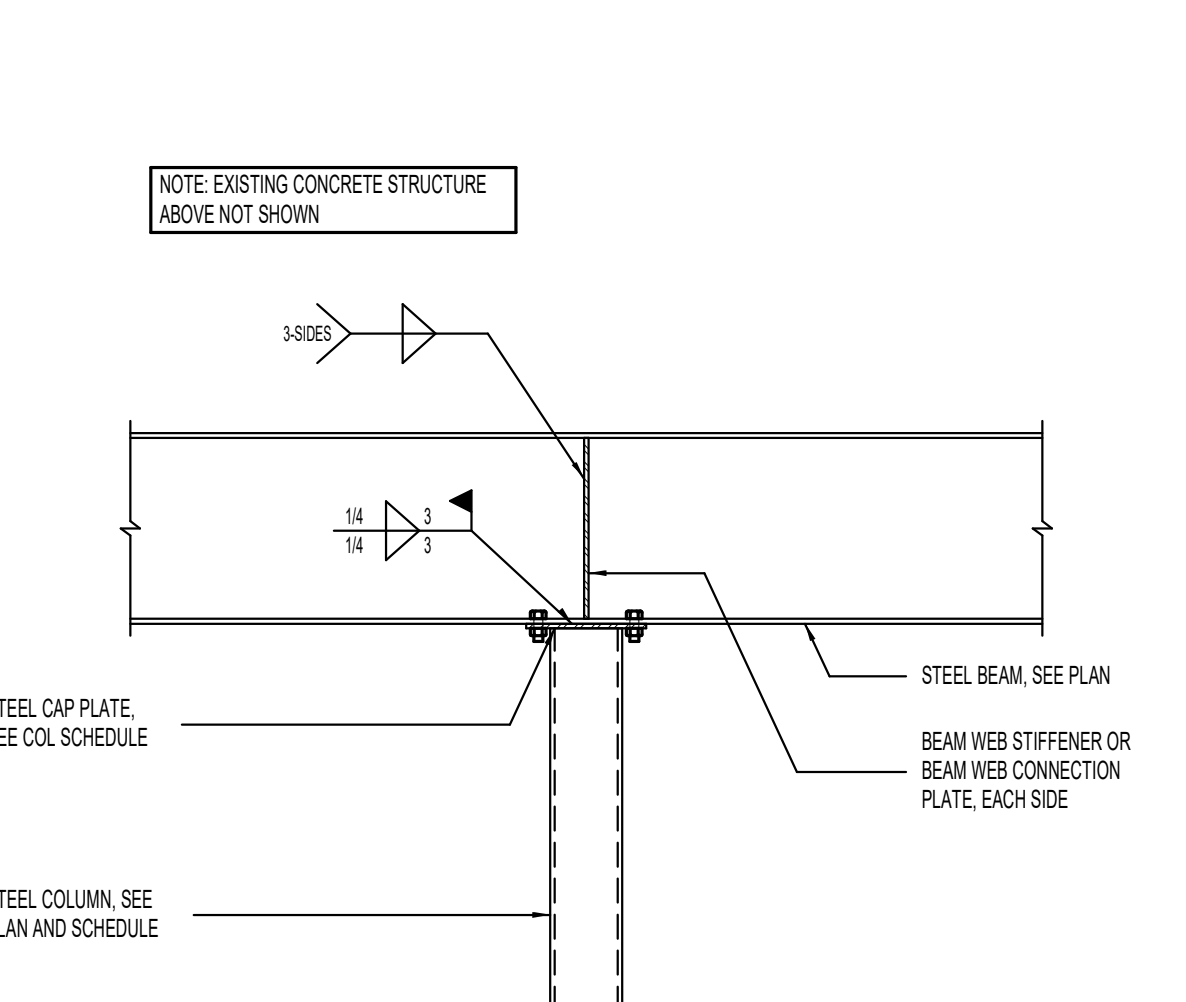 NOTE: EXISTING CONCRETE STRUCTURE
ABOVE NOT SHOWN
3-SIDES
1/4 3
1/4 3
TEEL CAP PLATE,
EE COL SCHEDULE
STEEL BEAM, SEE PLAN
BEAM WEB STIFFENER OR
BEAM WEB CONNECTION
PLATE, EACH SIDE
TEEL COLUMN, SEE
LAN AND SCHEDULE